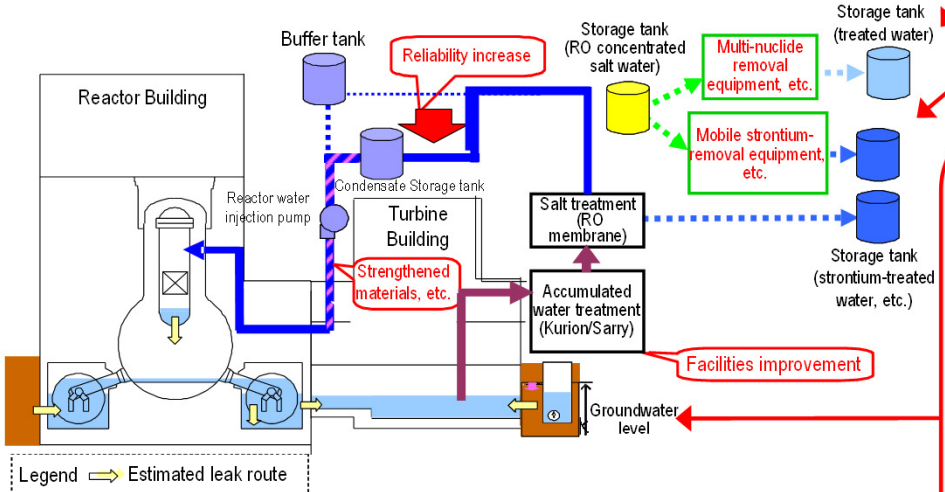 Storage tank
(treated water)
Storage tank
(RO concentrated
salt water)
Multi-nuclide
removal
equipment, etc.
Buffer tank
Reliability increase
Reactor Building
Mobile strontium-
removal equipment,
etc.
Condensate Storage tank
Reactor water
injection pump
Turbine
Building
Salt treatment
(RO
membrane)
Storage tank
(strontium-treated
water, etc.)
Strengthened
materials, etc.
Accumulated
water treatment
(Kurion/Sarry)
Facilities improvement
Groundwater
level
Legend Estimated leak route